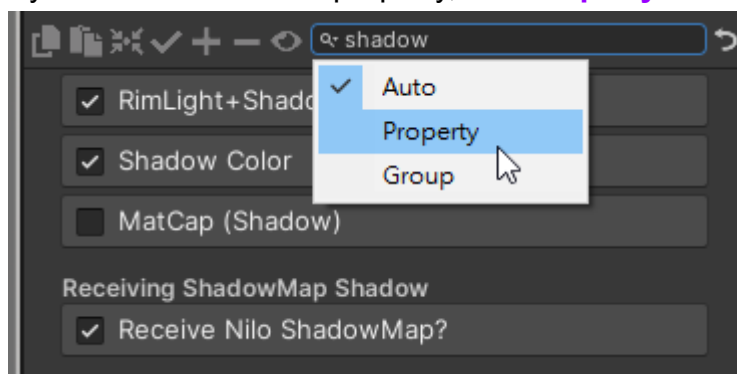 shadow
RimLight+Shado
Auto
Property
Group
Shadow Color
MatCap (Shadow)
Receiving ShadowMap Shadow
Receive Nilo ShadowMap?